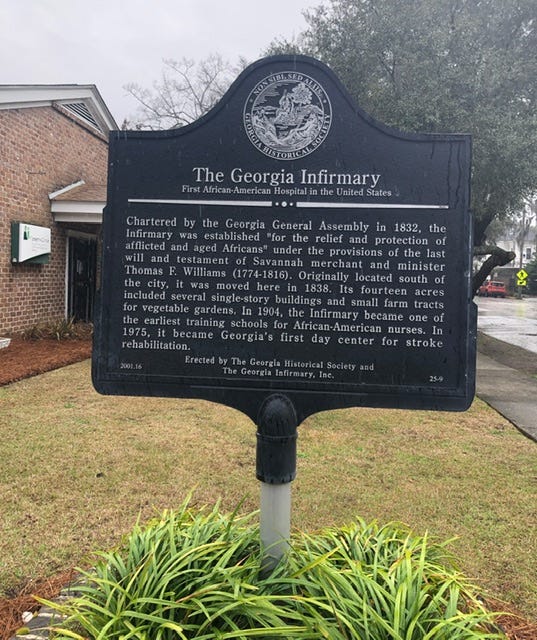 NON SIBI, SED ALIIS
GEORGIA HISTORICAL SOCIETY
The Georgia Infirmary
First African-American Hospital in the United States
Chartered by the Georgia General Assembly in 1832, the
Infirmary was established "for the relief and protection of
afflicted and aged Africans" under the provisions of the last
will and testament of Savannah merchant and minister
Thomas F. Williams (1774-1816). Originally located south of
the city, it was moved here in 1838. Its fourteen acres
included several single-story buildings and small farm tracts
for vegetable gardens. In 1904, the Infirmary became one of
the earliest training schools for African-American nurses. In
1975, it became Georgia's first day center for stroke
rehabilitation.
Erected by The Georgia Historical Society and
The Georgia Infirmary, Inc.
2001.16
25-9